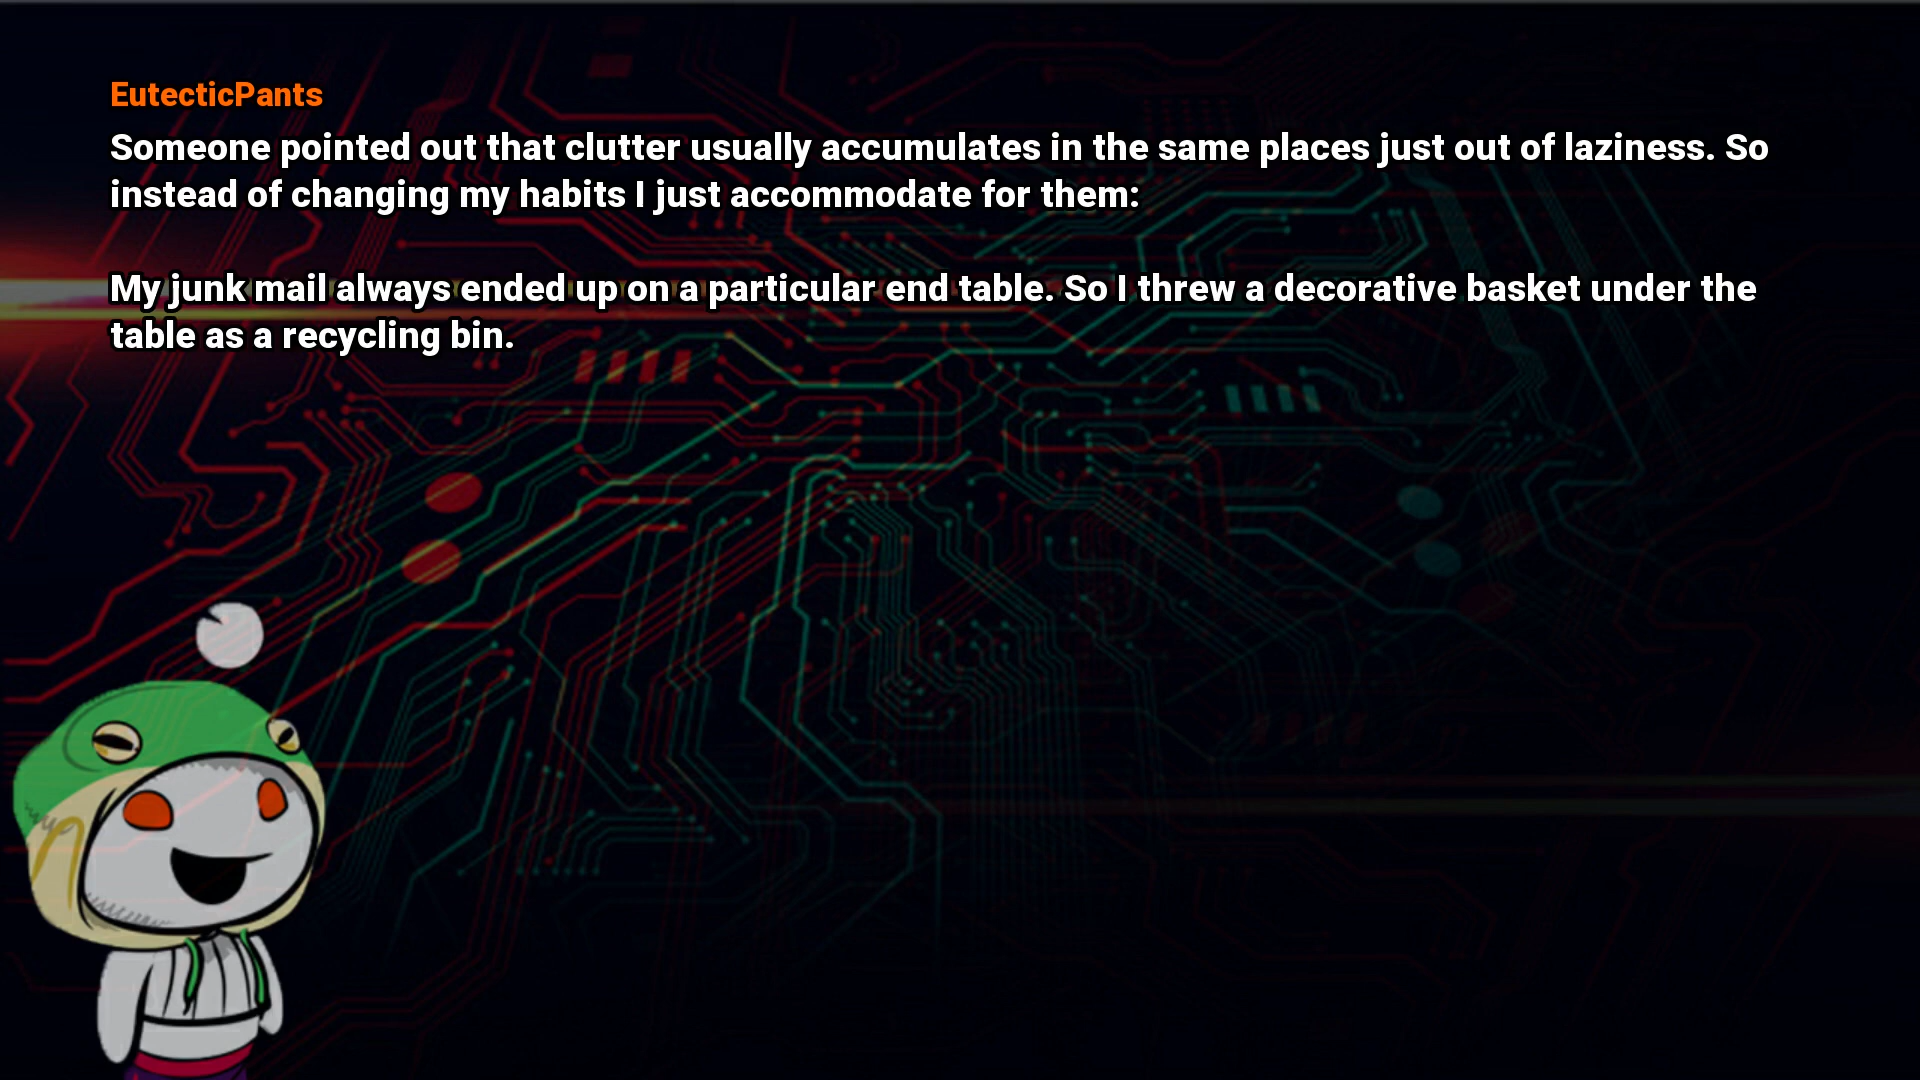 EutecticPants
Someone pointed out that clutter usually accumulates in the same places just out of laziness. So
instead of changing my habits I just accommodate for them:
My junk mail always ended up on a particular end table. So I threw a decorative basket under the
table as a recycling bin.